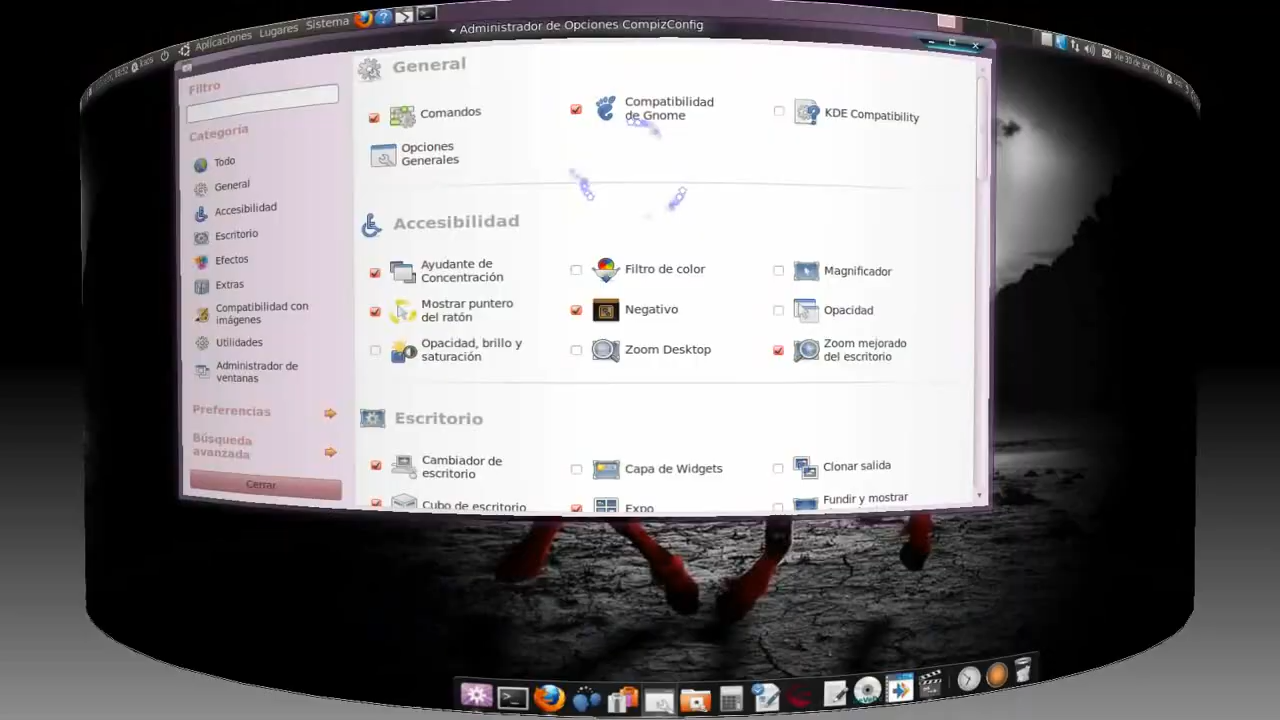 Aplicaciones Lugares Sistema
Administrador de Opciones CompizConfig
Filtro
Categoría
Todo
General
Accesibilidad
Escritorio
Efectos
Extras
Compatibilidad con
imágenes
Utilidades
Administrador de
ventanas
Preferencias
Búsqueda
avanzada
Cerrar
General
Comandos
Compatibilidad
de Gnome
KDE Compatibility
Opciones
Generales
Accesibilidad
Ayudante de
Concentración
Filtro de color
Magnificador
Mostrar puntero
del ratón
Negativo
Opacidad
Opacidad, brillo y
saturación
Zoom Desktop
Zoom mejorado
del escritorio
Escritorio
Cambiador de
escritorio
Capa de Widgets
Clonar salida
Cubo de escritorio
Expo
Fundir y mostrar